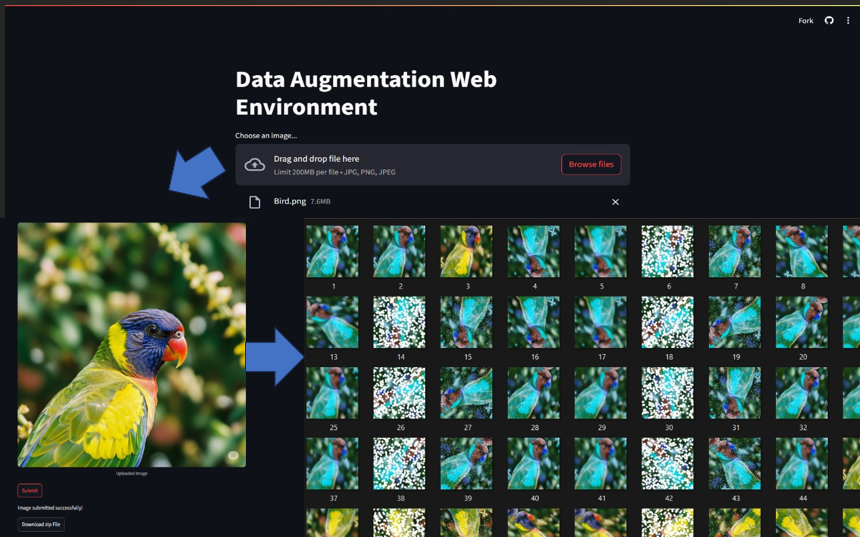 Fork
Data Augmentation Web
Environment
Choose an image...
Drag and drop file here
Limit 200MB per file • JPG, PNG, JPEG
Browse files
Bird.png 7.6MB
Uploaded Image
Submit
Image submitted successfully!
Download zip File
1 2 3 4 5 6 7 8
13 14 15 16 17 18 19 20
25 26 27 28 29 30 31 32
37 38 39 40 41 42 43 44